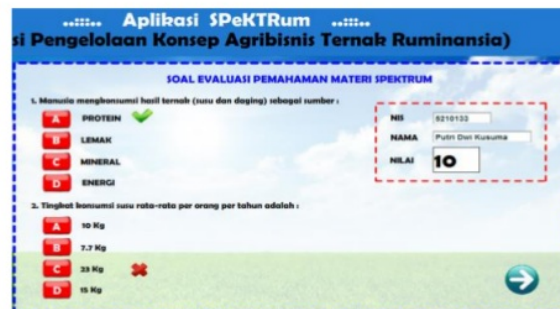 ..:::.. Aplikasi SPeKTRum ..:::..
si Pengelolaan Konsep Agribisnis Ternak Ruminansia)
SOAL EVALUASI PEMAHAMAN MATERI SPEKTRUM
1. Manusia mengkonsumsi hasil ternak (susu dan daging) sebagai sumber :
A PROTEIN
B LEMAK
C MINERAL
D ENERGI
NIS 5210133
NAMA Putri Dwi Kusuma
NILAI 10
2. Tingkat konsumsi susu rata-rata per orang per tahun adalah :
A 10 Kg
B 7.7 Kg
C 23 Kg
D 15 Kg